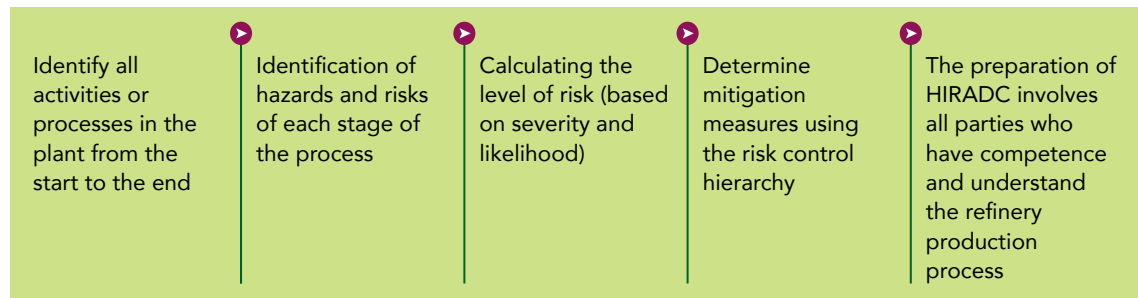 Identify all
activities or
processes in the
plant from the
start to the end
Identification of
hazards and risks
of each stage of
the process
Calculating the
level of risk (based
on severity and
likelihood)
Determine
mitigation
measures using
the risk control
hierarchy
The preparation of
HIRADC involves
all parties who
have competence
and understand
the refinery
production
process